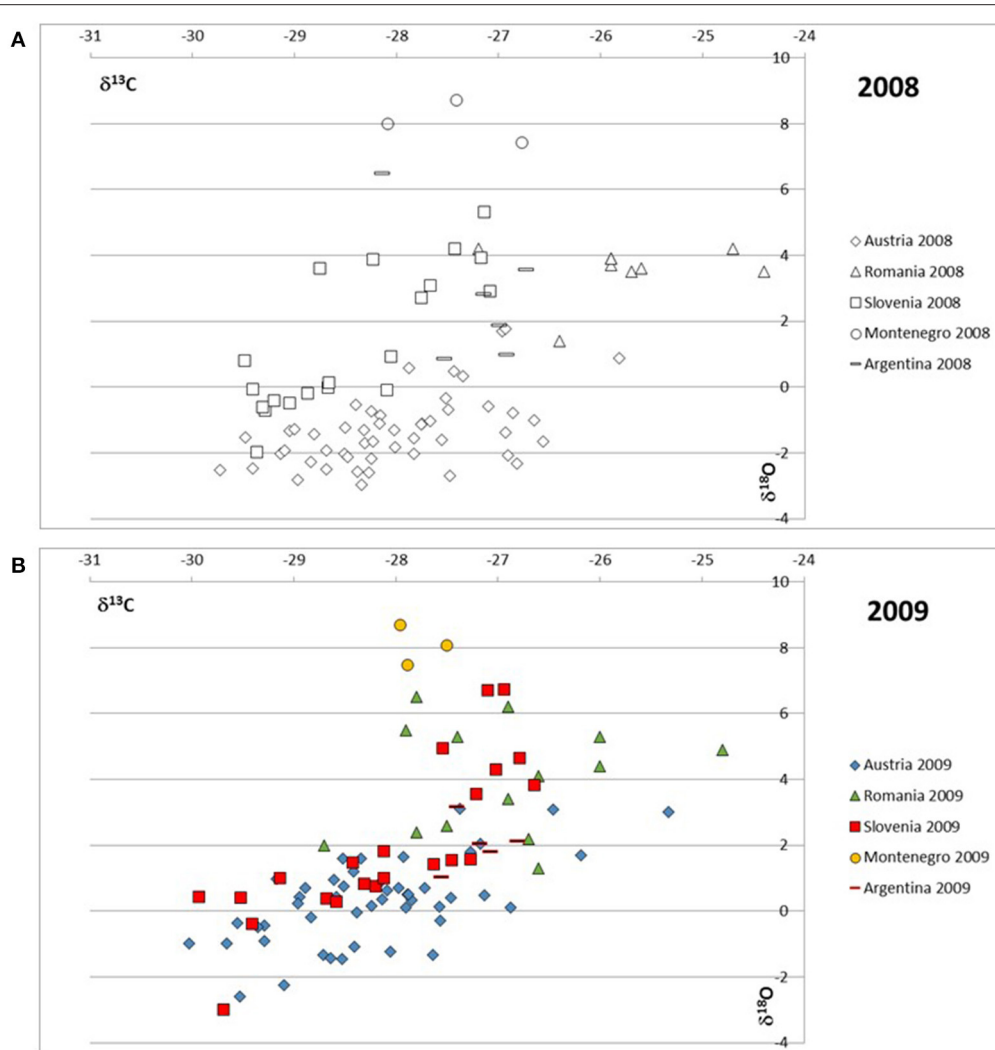 A
-31 -30 -29 -28 -27 -26 -25 -24
10
δ¹³C
2008
8
6
4
2
0
-2
δ¹⁸O
-4
Austria 2008
Romania 2008
Slovenia 2008
Montenegro 2008
Argentina 2008
B
-31 -30 -29 -28 -27 -26 -25 -24
10
δ¹³C
2009
8
6
4
2
0
-2
δ¹⁸O
-4
Austria 2009
Romania 2009
Slovenia 2009
Montenegro 2009
Argentina 2009